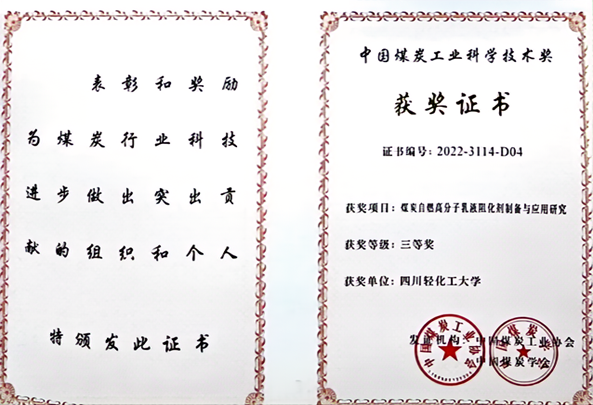 表彰和奖励
为煤炭行业科技
进步做出突出贡
献的组织和个人
特颁发此证书
中国煤炭工业科学技术奖
获奖证书
证书编号：2022-3114-D04
获奖项目：煤炭自燃高分子乳液阻化剂制备与应用研究
获奖等级：三等奖
获奖单位：四川轻化工大学
发证机构：中国煤炭工业协会
中国煤炭学会